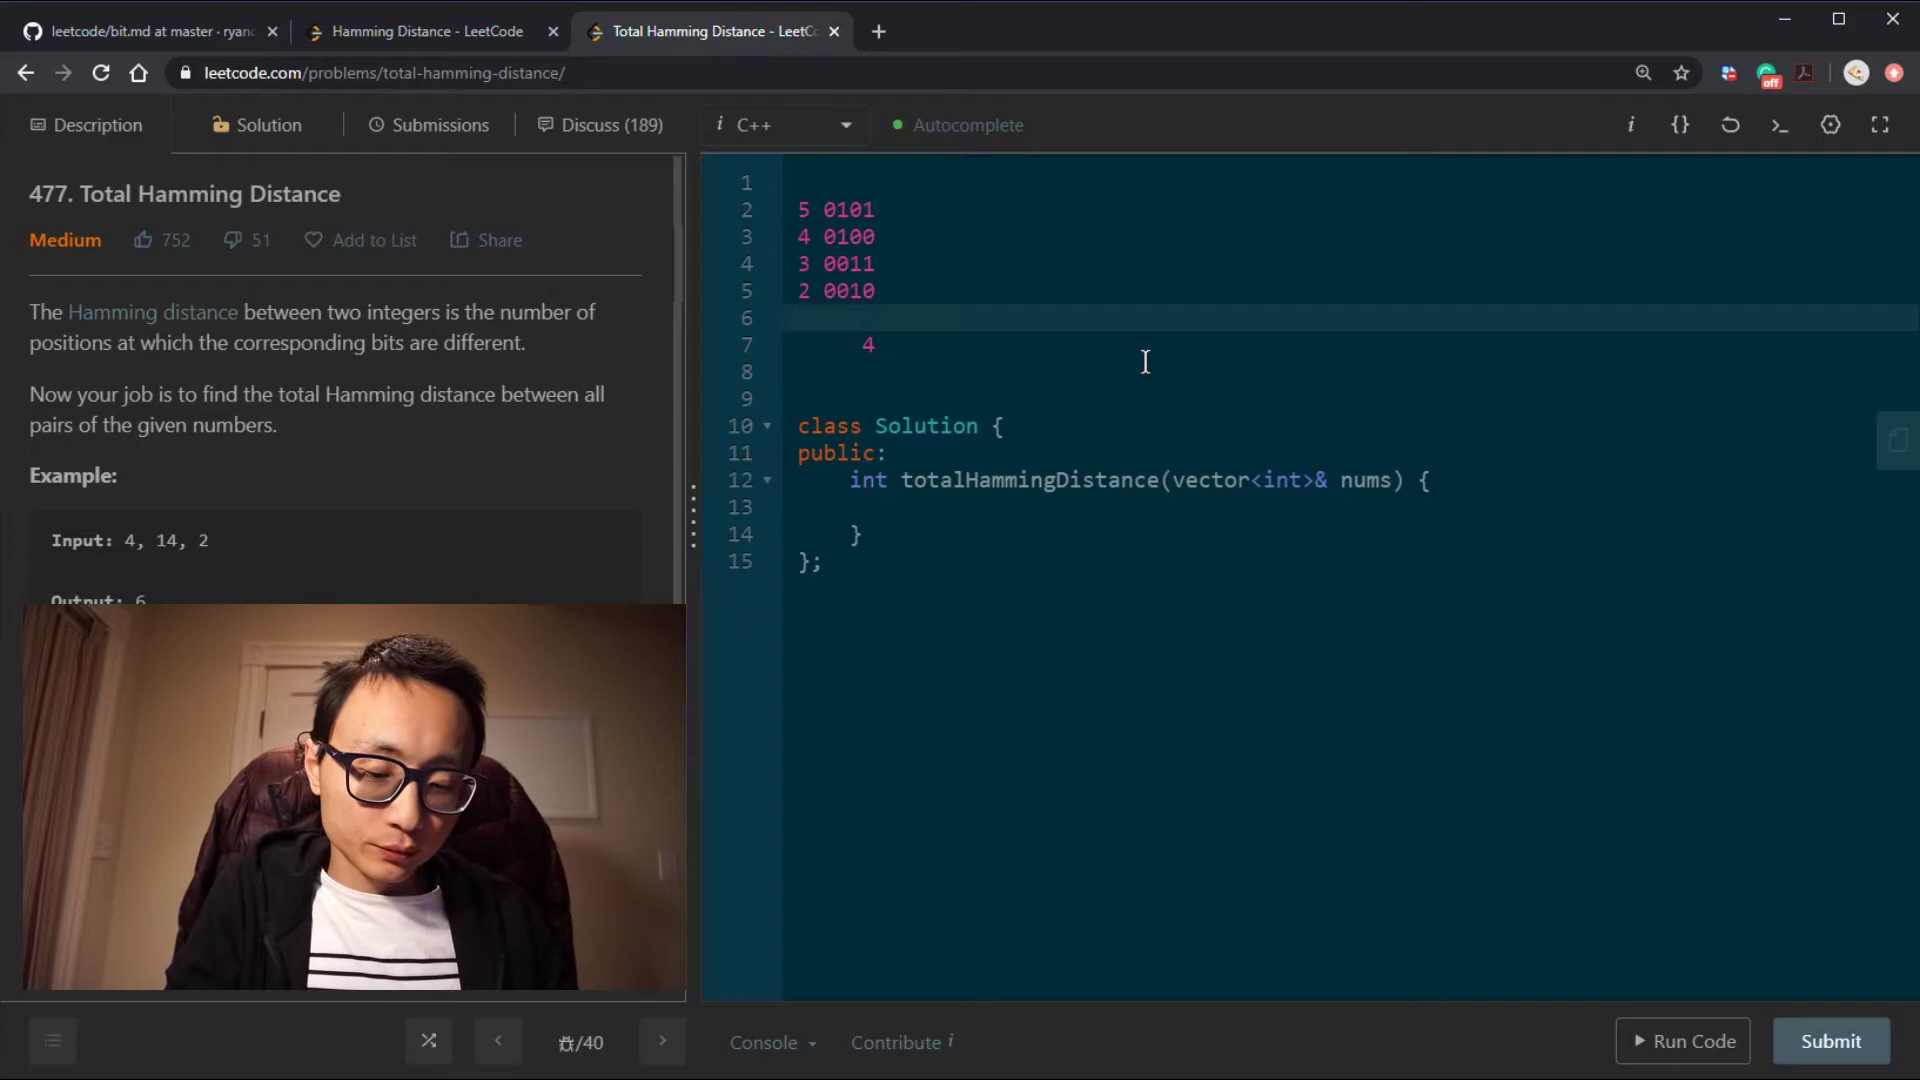 leetcode/bit.md at master · ryanc
Hamming Distance - LeetCode
Total Hamming Distance - LeetC
leetcode.com/problems/total-hamming-distance/
off
Description
Solution
Submissions
Discuss (189)
i C++
Autocomplete
i {}
477. Total Hamming Distance
Medium 752 51 Add to List Share
The Hamming distance between two integers is the number of
positions at which the corresponding bits are different.
Now your job is to find the total Hamming distance between all
pairs of the given numbers.
Example:
Input: 4, 14, 2
Output: 6
1
2 5 0101
3 4 0100
4 3 0011
5 2 0010
6
7 4
8
9
10 class Solution {
11 public:
12 int totalHammingDistance(vector<int>& nums) {
13
14 }
15 };
/40
Console
Contribute i
Run Code
Submit